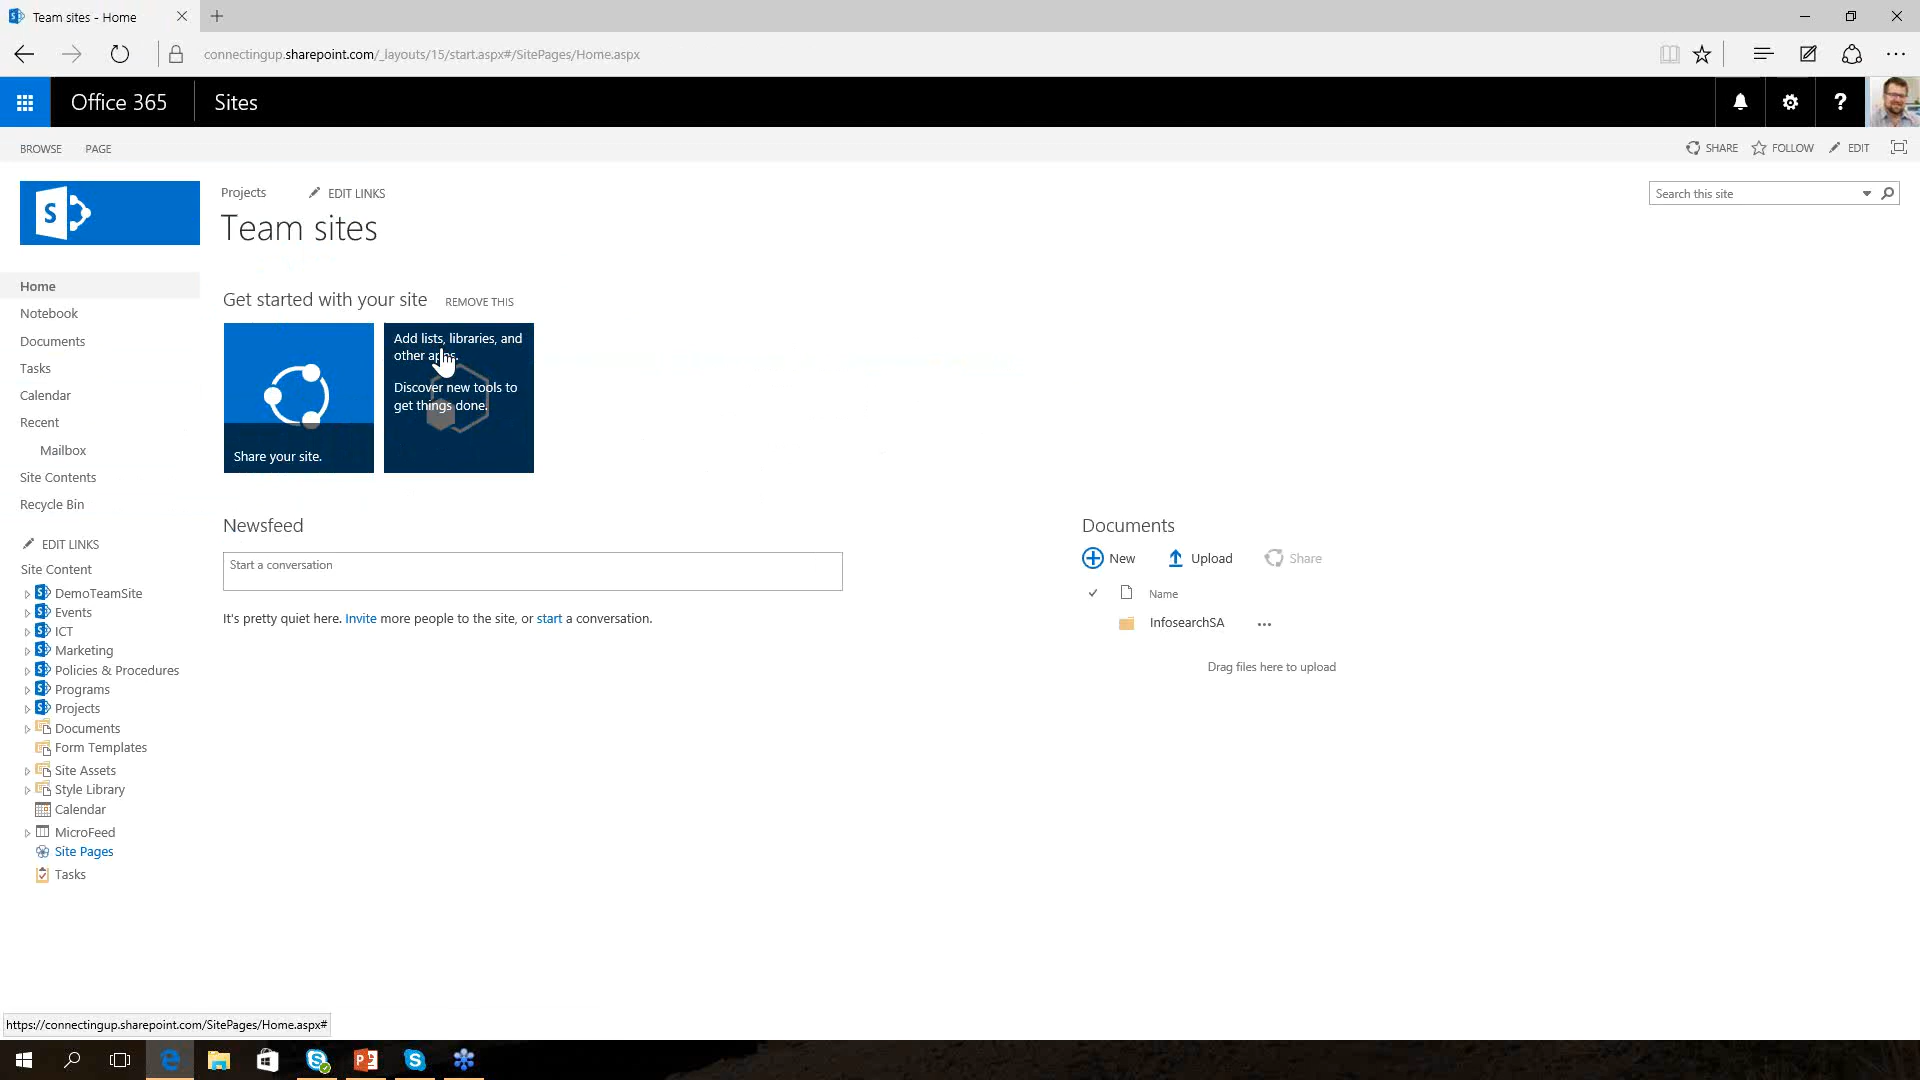 Team sites - Home
connectingup.sharepoint.com/_layouts/15/start.aspx#/SitePages/Home.aspx
Office 365
Sites
BROWSE
PAGE
SHARE
FOLLOW
EDIT
Projects
EDIT LINKS
Search this site
Team sites
Home
Notebook
Documents
Tasks
Calendar
Recent
Mailbox
Site Contents
Recycle Bin
EDIT LINKS
Site Content
DemoTeamSite
Events
ICT
Marketing
Policies & Procedures
Programs
Projects
Documents
Form Templates
Site Assets
Style Library
Calendar
MicroFeed
Site Pages
Tasks
Get started with your site
REMOVE THIS
Share your site.
Add lists, libraries, and
other apps.
Discover new tools to
get things done.
Newsfeed
Start a conversation
It's pretty quiet here. Invite more people to the site, or start a conversation.
Documents
New
Upload
Share
Name
InfosearchSA
Drag files here to upload
https://connectingup.sharepoint.com/SitePages/Home.aspx#